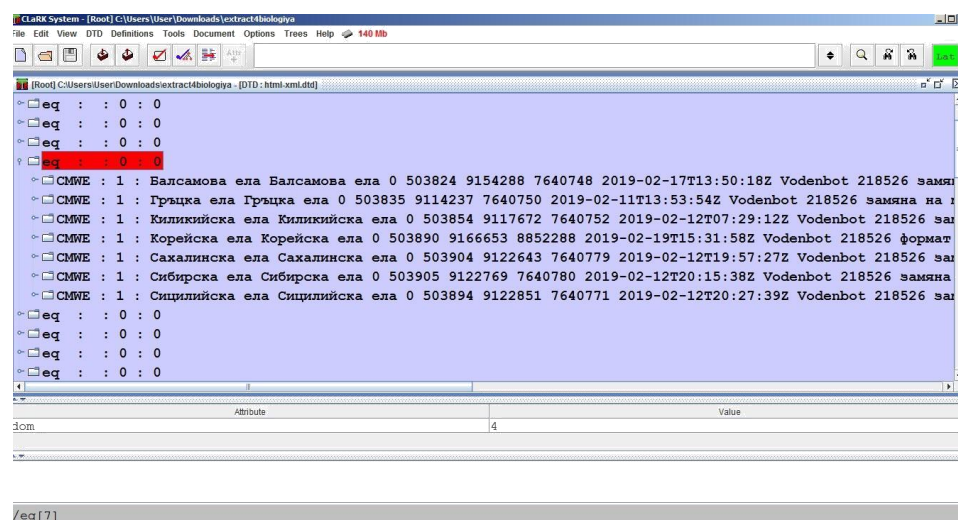 CLaRK System - [Root] C:\Users\User\Downloads\extract4biologiya
File Edit View DTD Definitions Tools Document Options Trees Help 140 Mb
Attr
Lat
[Root] C:\Users\User\Downloads\extract4biologiya - [DTD : html-xml.dtd]
eq : : 0 : 0
eq : : 0 : 0
eq : : 0 : 0
eq : : 0 : 0
CMWE : 1 : Балсамова ела Балсамова ела 0 503824 9154288 7640748 2019-02-17T13:50:18Z Vodenbot 218526
CMWE : 1 : Гръцка ела Гръцка ела 0 503835 9114237 7640750 2019-02-11T13:53:54Z Vodenbot 218526 замяна на
CMWE : 1 : Киликийска ела Киликийска ела 0 503854 9117672 7640752 2019-02-12T07:29:12Z Vodenbot 218526
CMWE : 1 : Корейска ела Корейска ела 0 503890 9166653 8852288 2019-02-19T15:31:58Z Vodenbot 218526 формат
CMWE : 1 : Сахалинска ела Сахалинска ела 0 503904 9122643 7640779 2019-02-12T19:57:27Z Vodenbot 218526
CMWE : 1 : Сибирска ела Сибирска ела 0 503905 9122769 7640780 2019-02-12T20:15:38Z Vodenbot 218526 замяна
CMWE : 1 : Сицилийска ела Сицилийска ела 0 503894 9122851 7640771 2019-02-12T20:27:39Z Vodenbot 218526
eq : : 0 : 0
eq : : 0 : 0
eq : : 0 : 0
eq : : 0 : 0
Attribute Value
dom 4
/eq[7]